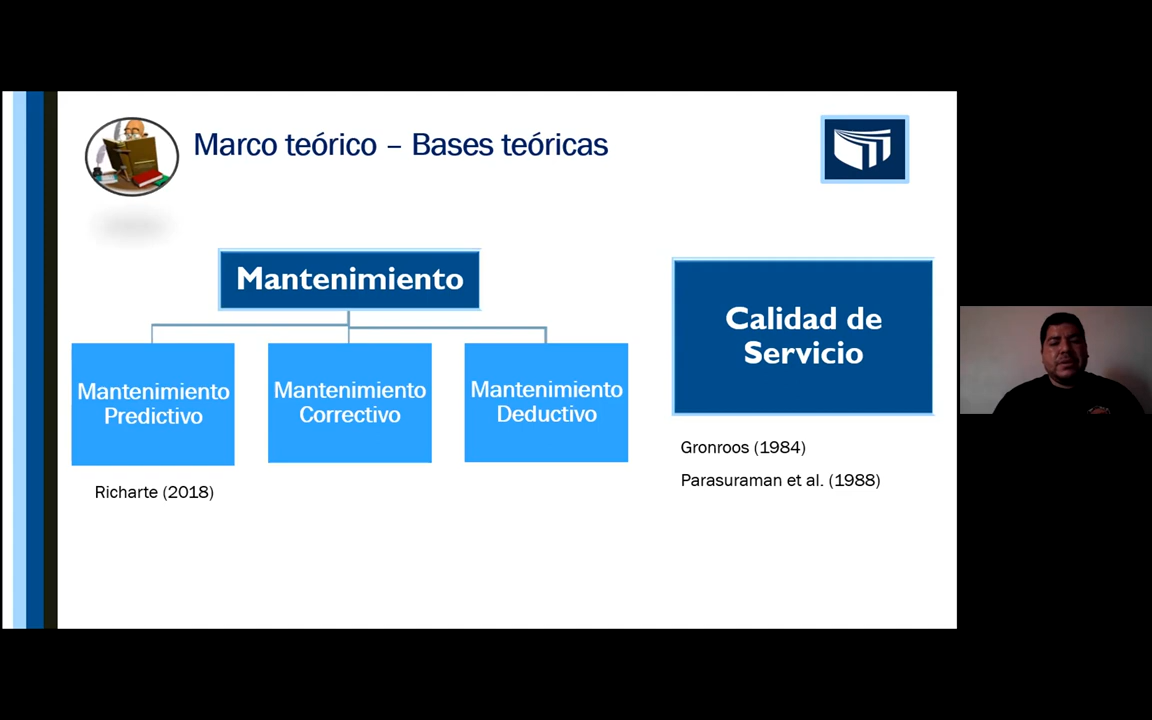 Marco teórico – Bases teóricas
Mantenimiento
Mantenimiento
Predictivo
Mantenimiento
Correctivo
Mantenimiento
Deductivo
Richarte (2018)
Calidad de
Servicio
Gronroos (1984)
Parasuraman et al. (1988)